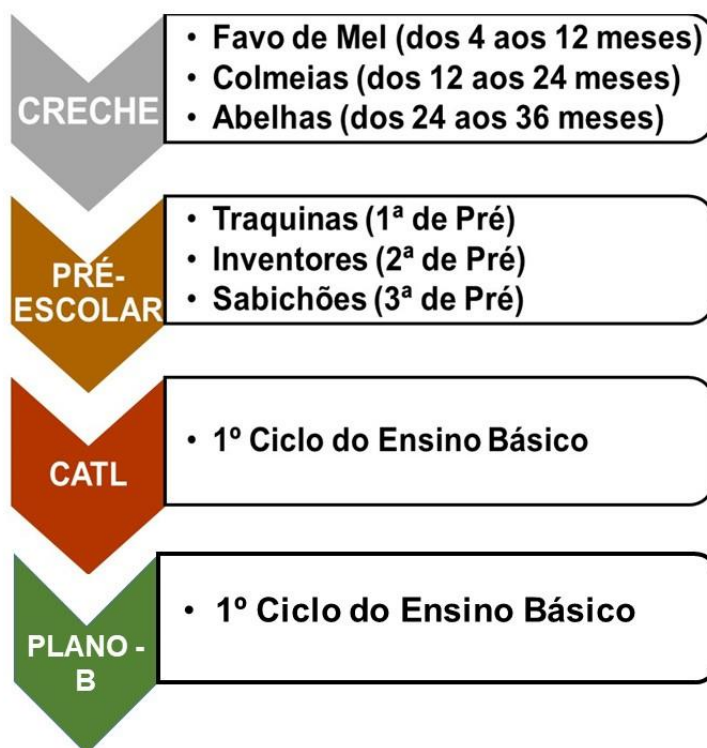 CRECHE
• Favo de Mel (dos 4 aos 12 meses)
• Colmeias (dos 12 aos 24 meses)
• Abelhas (dos 24 aos 36 meses)
PRÉ-
ESCOLAR
• Traquinas (1ª de Pré)
• Inventores (2ª de Pré)
• Sabichões (3ª de Pré)
CATL
• 1º Ciclo do Ensino Básico
PLANO -
B
• 1º Ciclo do Ensino Básico